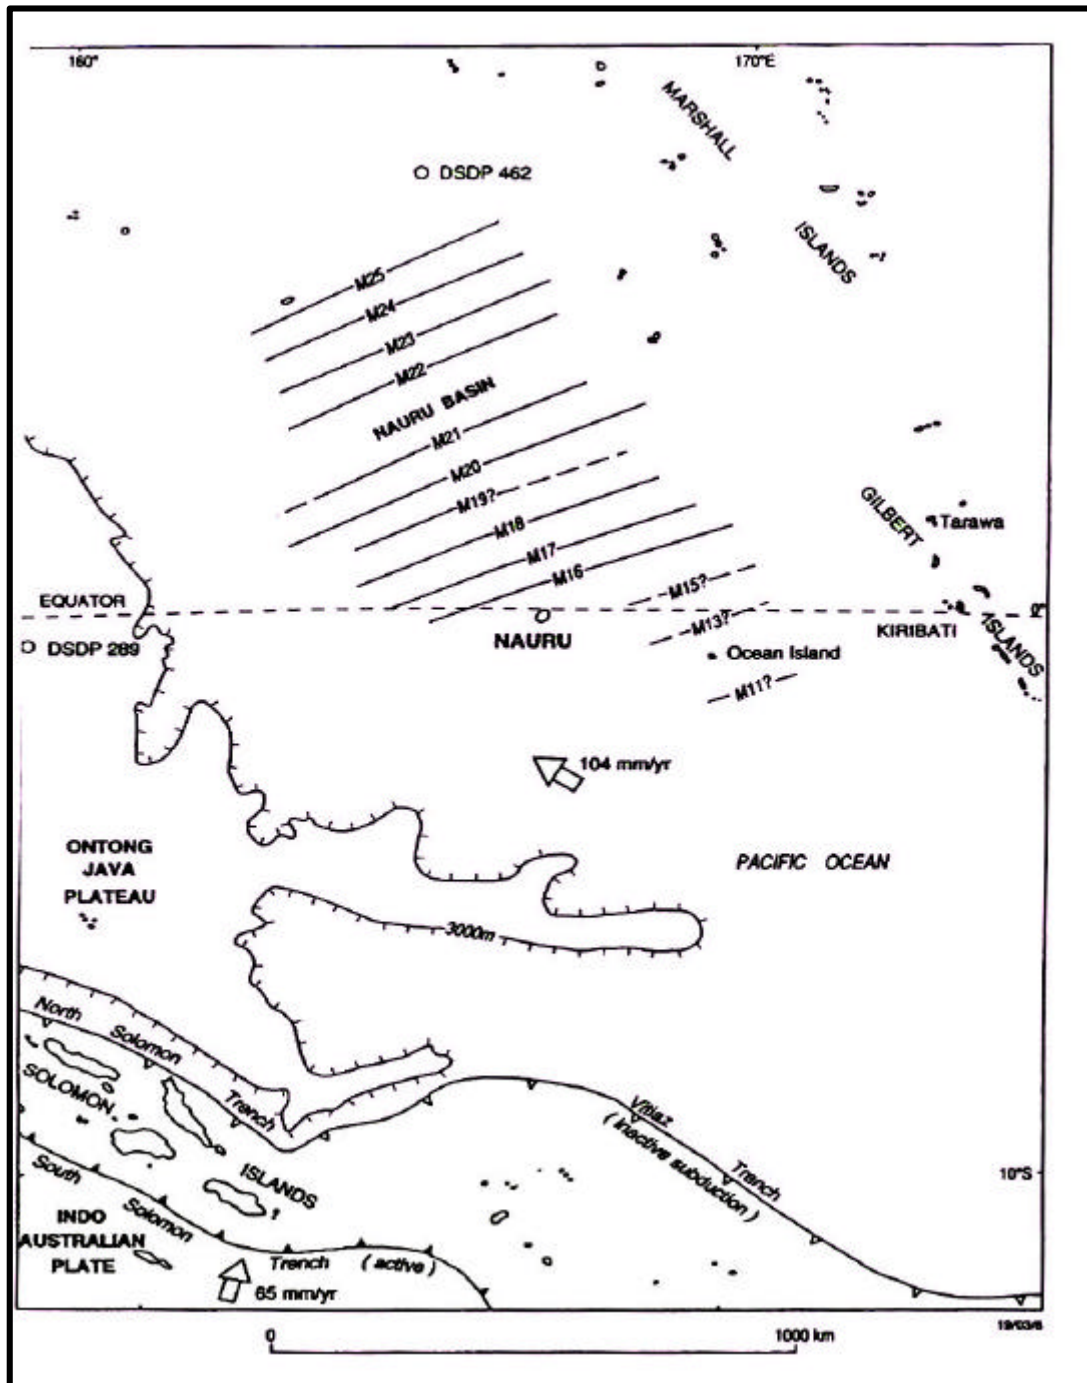 160°
170°E
MARSHALL
ISLANDS
DSDP 462
M25
M24
M23
M22
NAURU BASIN
M21
M20
M19?
M18
M17
M16
M15?
M13?
M11?
GILBERT
ISLANDS
Tarawa
EQUATOR
0°
KIRIBATI
NAURU
DSDP 289
Ocean Island
104 mm/yr
ONTONG
JAVA
PLATEAU
PACIFIC OCEAN
3000m
North Solomon Trench
SOLOMON
ISLANDS
Vitiaz Trench
(inactive subduction)
10°S
South Solomon Trench (active)
INDO
AUSTRALIAN
PLATE
65 mm/yr
19/03/8
0 1000 km